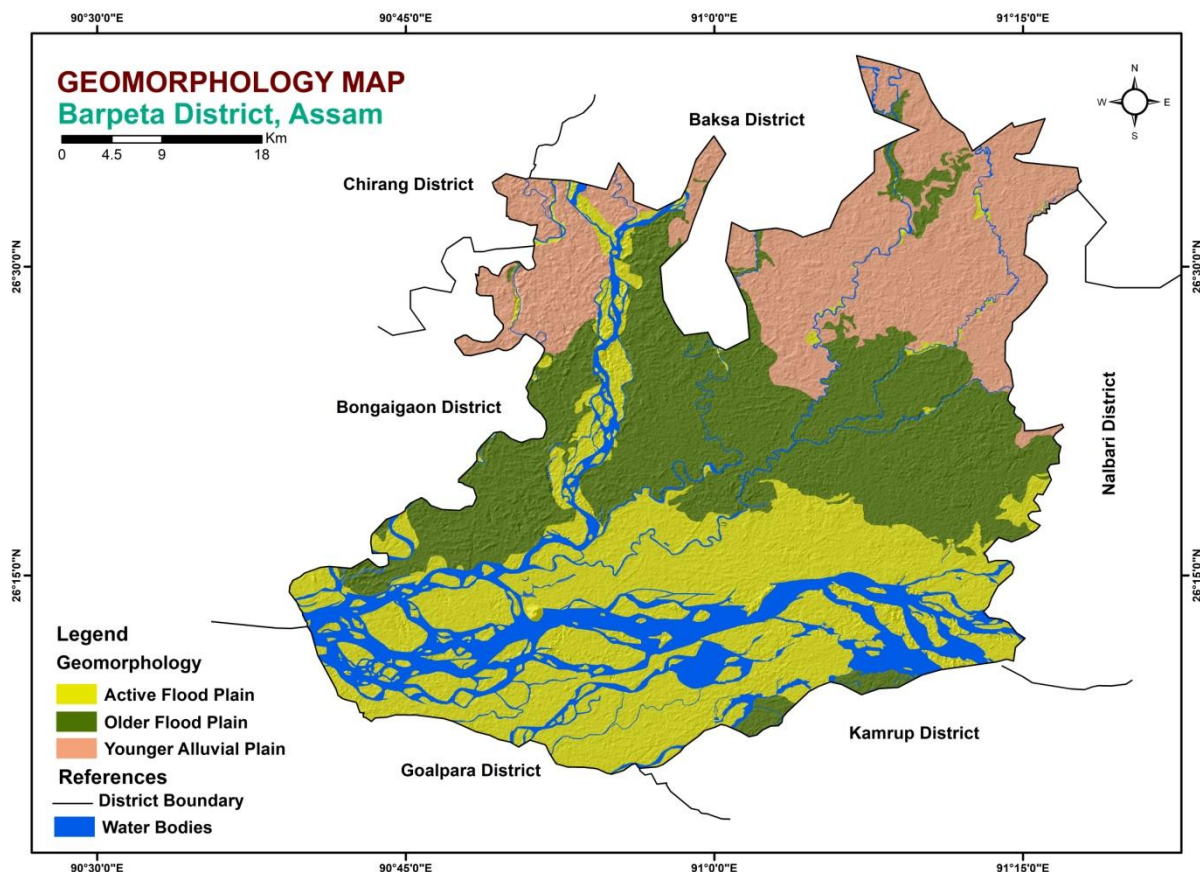 90°30'0"E 90°45'0"E 91°0'0"E 91°15'0"E
GEOMORPHOLOGY MAP
Barpeta District, Assam
Km
0 4.5 9 18
N
W E
S
Baksa District
Chirang District
26°30'0"N 26°30'0"N
Bongaigaon District
Nalbari District
26°15'0"N 26°15'0"N
Legend
Geomorphology
Active Flood Plain
Older Flood Plain
Younger Alluvial Plain
References
District Boundary
Water Bodies
Kamrup District
Goalpara District
90°30'0"E 90°45'0"E 91°0'0"E 91°15'0"E